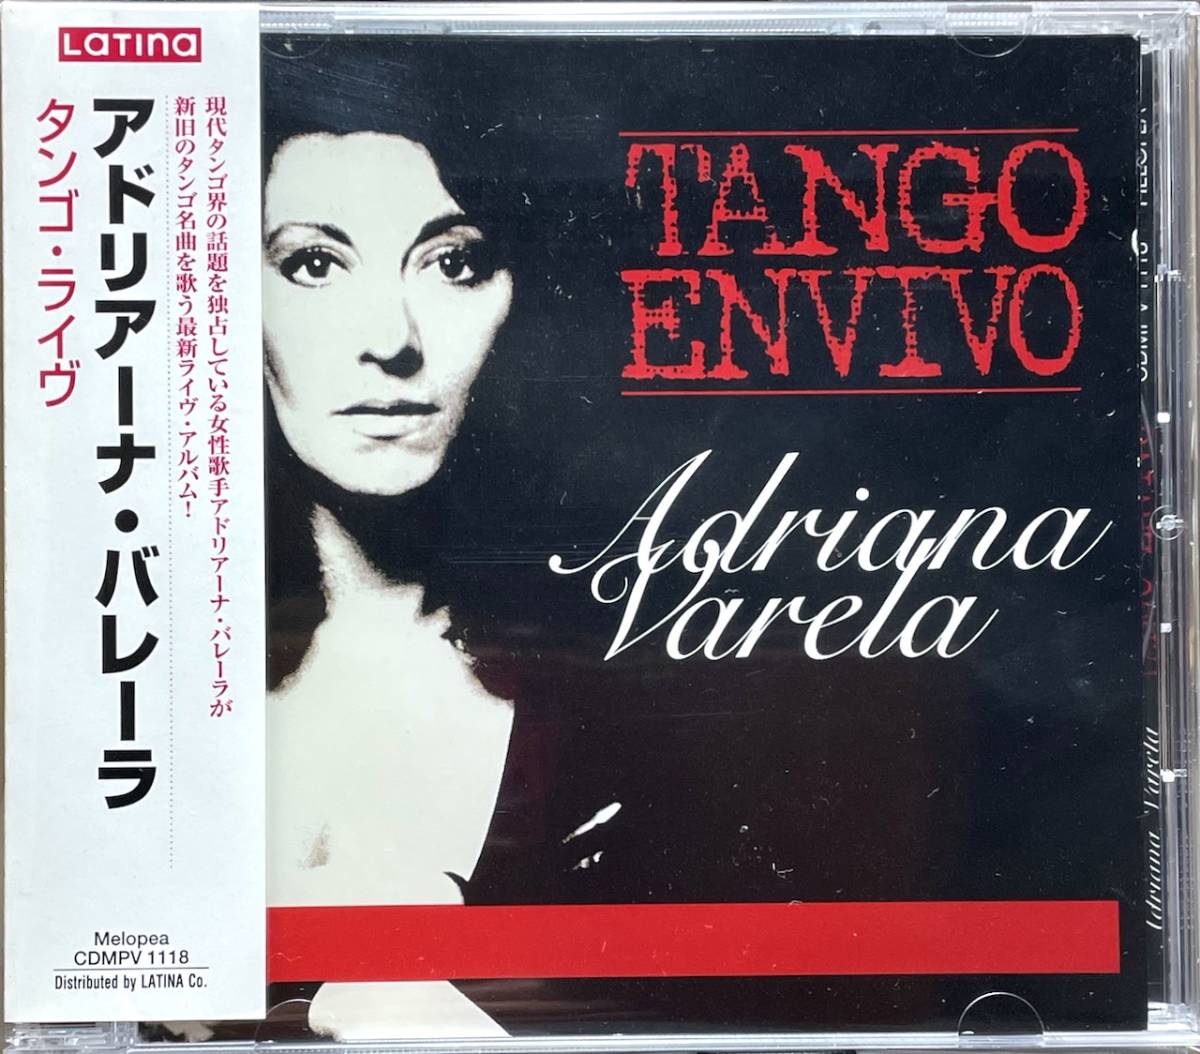 LATINA
アドリアーナ・バレーラ
タンゴ・ライヴ
現代タンゴ界の話題を独占している女性歌手アドリアーナ・バレーラが
新旧のタンゴ名曲を歌う最新ライヴ・アルバム!
Melopea
CDMPV 1118
Distributed by LATINA Co.
TANGO
ENVIVO
Adriana
Varela
Adriana Varela